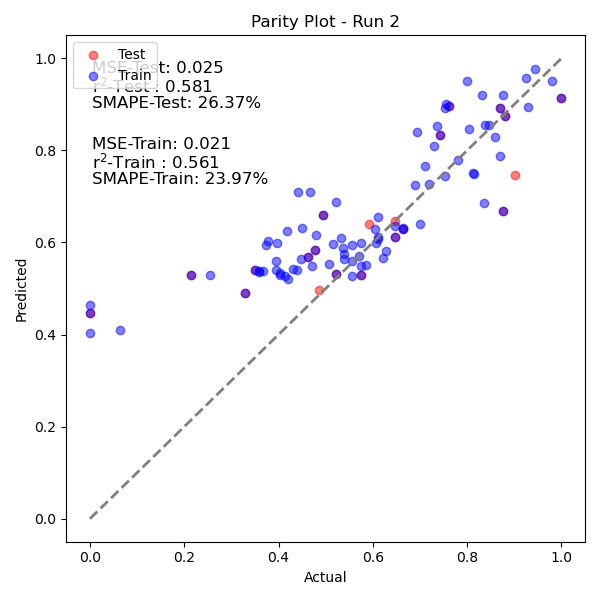 Parity Plot - Run 2
Test
Train
MSE-Test: 0.025
r²-Test : 0.581
SMAPE-Test: 26.37%
MSE-Train: 0.021
r²-Train : 0.561
SMAPE-Train: 23.97%
Predicted
1.0
0.8
0.6
0.4
0.2
0.0
0.0 0.2 0.4 0.6 0.8 1.0
Actual